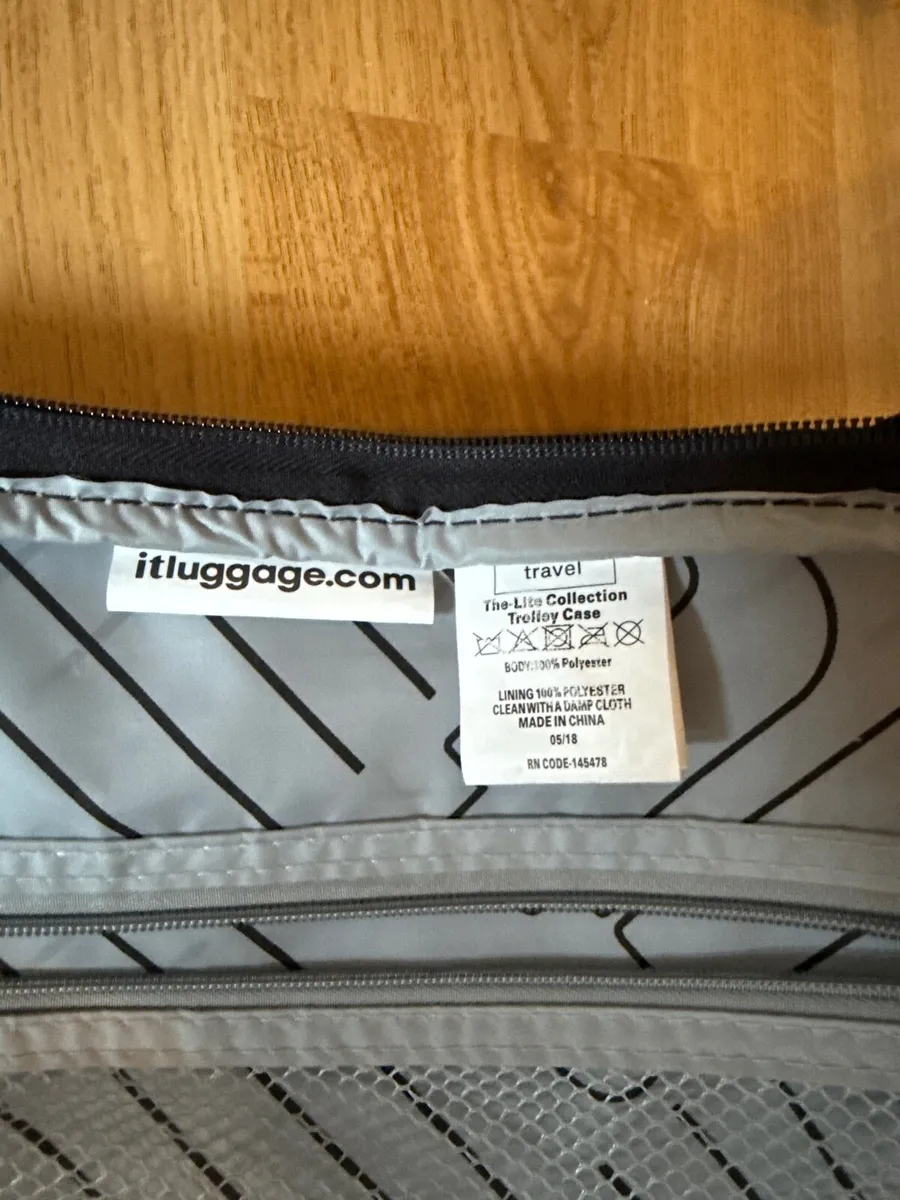 itluggage.com
travel
The-Lite Collection
Trolley Case
BODY:100% Polyester
LINING 100% POLYESTER
CLEAN WITH A DAMP CLOTH
MADE IN CHINA
05/18
RN CODE-145478